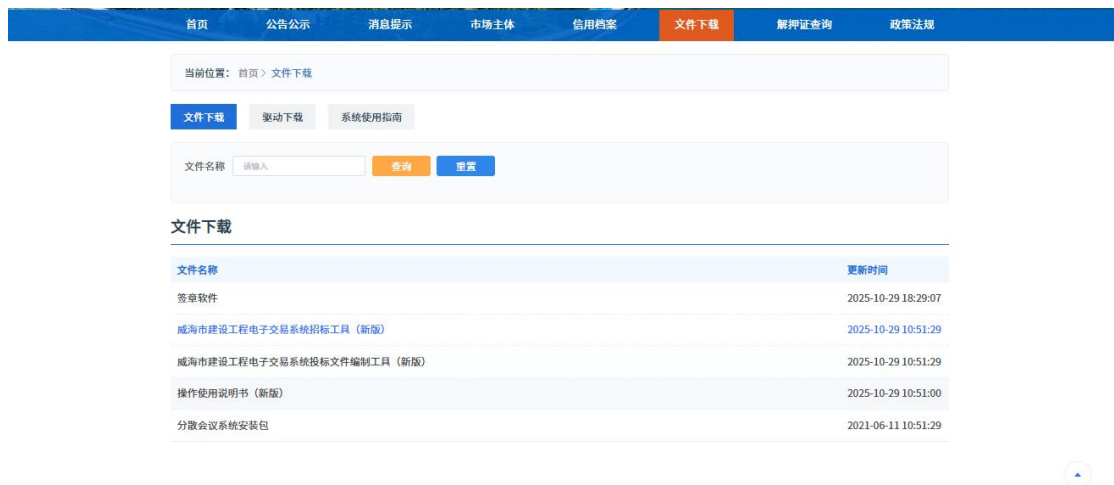 首页 公告公示 消息提示 市场主体 信用档案 文件下载 解押证查询 政策法规
当前位置： 首页 > 文件下载
文件下载 驱动下载 系统使用指南
文件名称 请输入 查询 重置
文件下载
文件名称 更新时间
签章软件 2025-10-29 18:29:07
威海市建设工程电子交易系统招标工具（新版） 2025-10-29 10:51:29
威海市建设工程电子交易系统投标文件编制工具（新版） 2025-10-29 10:51:29
操作使用说明书（新版） 2025-10-29 10:51:00
分散会议系统安装包 2021-06-11 10:51:29